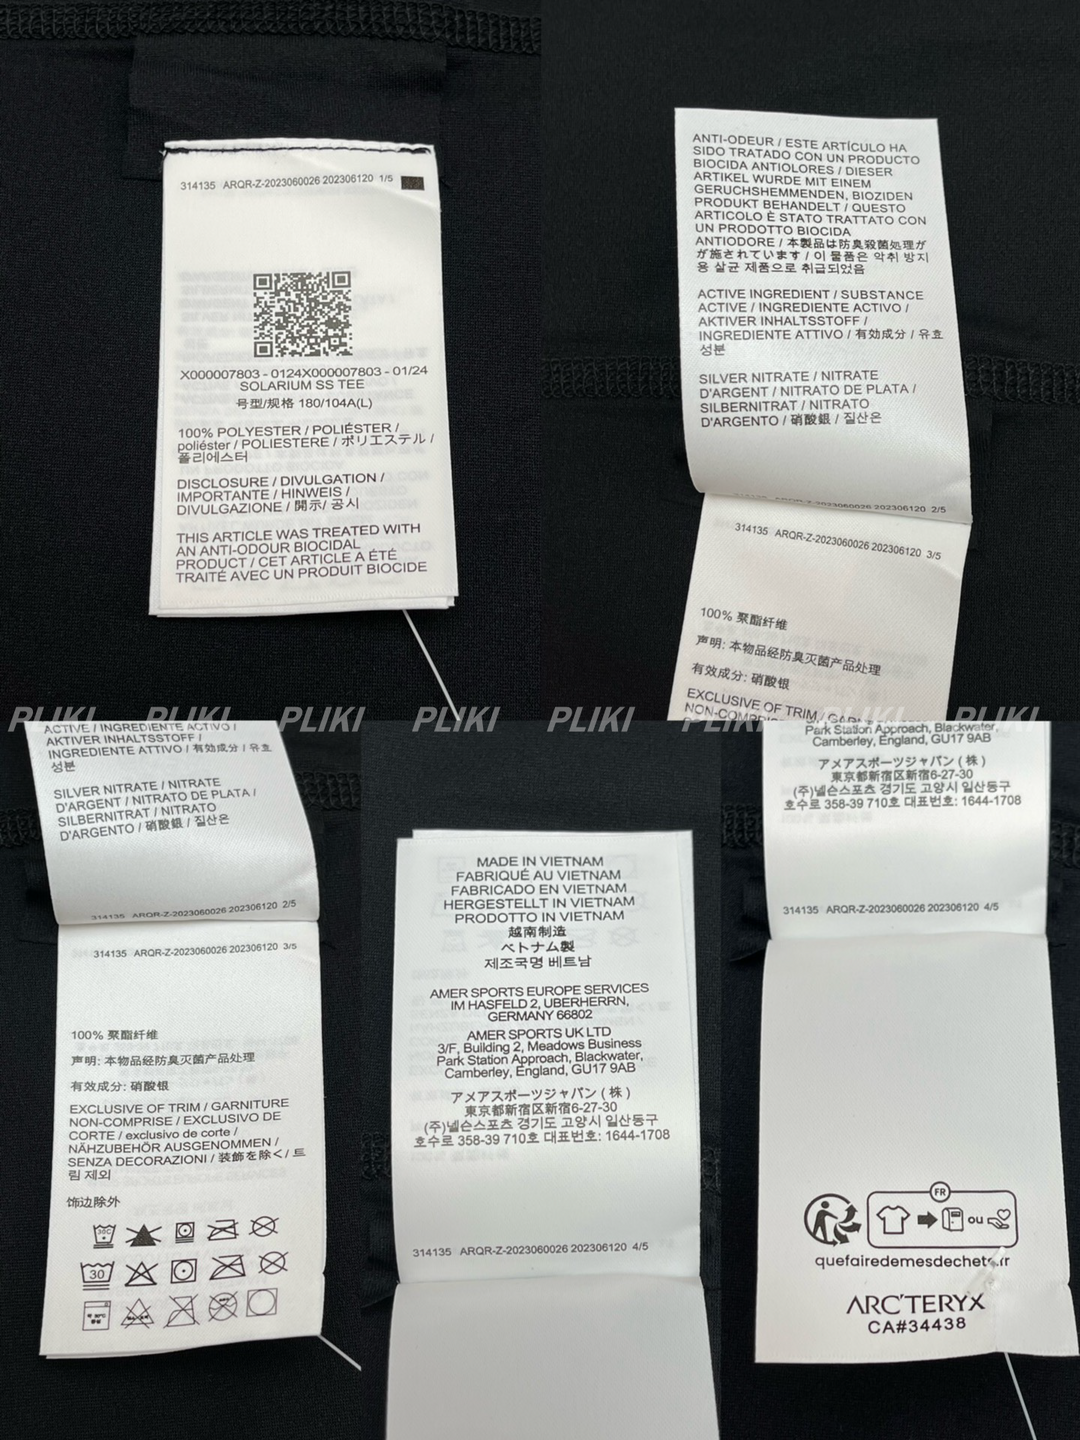 314135 ARQR-Z-2023060026 202306120 1/5
X000007803 - 0124X000007803 - 01/24
SOLARIUM SS TEE
号型/规格 180/104A(L)
100% POLYESTER / POLIÉSTER /
poliéster / POLIESTERE / ポリエステル /
폴리에스터
DISCLOSURE / DIVULGATION /
IMPORTANTE / HINWEIS /
DIVULGAZIONE / 開示/ 공시
THIS ARTICLE WAS TREATED WITH
AN ANTI-ODOUR BIOCIDAL
PRODUCT / CET ARTICLE A ÉTÉ
TRAITÉ AVEC UN PRODUIT BIOCIDE
ANTI-ODEUR / ESTE ARTÍCULO HA
SIDO TRATADO CON UN PRODUCTO
BIOCIDA ANTIOLORES / DIESER
ARTIKEL WURDE MIT EINEM
GERUCHSHEMMENDEN, BIOZIDEN
PRODUKT BEHANDELT / QUESTO
ARTICOLO È STATO TRATTATO CON
UN PRODOTTO BIOCIDA
ANTIODORE / 本製品は防臭殺菌処理が
が施されています / 이 물품은 악취 방지
용 살균 제품으로 취급되었음
ACTIVE INGREDIENT / SUBSTANCE
ACTIVE / INGREDIENTE ACTIVO /
AKTIVER INHALTSSTOFF /
INGREDIENTE ATTIVO / 有効成分 / 유효
성분
SILVER NITRATE / NITRATE
D'ARGENT / NITRATO DE PLATA /
SILBERNITRAT / NITRATO
D'ARGENTO / 硝酸銀 / 질산은
314135 ARQR-Z-2023060026 202306120 2/5
314135 ARQR-Z-2023060026 202306120 3/5
100% 聚酯纤维
声明: 本物品经防臭灭菌产品处理
有效成分: 硝酸银
EXCLUSIVE OF TRIM / GARN
NON-COMPRI
PLIKI PLIKI PLIKI PLIKI PLIKI PLIKI PLIKI PLIKI
ACTIVE / INGREDIENTE ACTIVO /
AKTIVER INHALTSSTOFF /
INGREDIENTE ATTIVO / 有効成分 / 유효
성분
SILVER NITRATE / NITRATE
D'ARGENT / NITRATO DE PLATA /
SILBERNITRAT / NITRATO
D'ARGENTO / 硝酸銀 / 질산은
314135 ARQR-Z-2023060026 202306120 2/5
314135 ARQR-Z-2023060026 202306120 3/5
100% 聚酯纤维
声明: 本物品经防臭灭菌产品处理
有效成分: 硝酸银
EXCLUSIVE OF TRIM / GARNITURE
NON-COMPRISE / EXCLUSIVO DE
CORTE / exclusivo de corte /
NÄHZUBEHÖR AUSGENOMMEN /
SENZA DECORAZIONI / 装飾を除く / 트
림 제외
饰边除外
30C
30
MADE IN VIETNAM
FABRIQUÉ AU VIETNAM
FABRICADO EN VIETNAM
HERGESTELLT IN VIETNAM
PRODOTTO IN VIETNAM
越南制造
ベトナム製
제조국명 베트남
AMER SPORTS EUROPE SERVICES
IM HASFELD 2, UBERHERRN,
GERMANY 66802
AMER SPORTS UK LTD
3/F, Building 2, Meadows Business
Park Station Approach, Blackwater,
Camberley, England, GU17 9AB
アメアスポーツジャパン ( 株 )
東京都新宿区新宿6-27-30
(주)넬슨스포츠 경기도 고양시 일산동구
호수로 358-39 710호 대표번호: 1644-1708
314135 ARQR-Z-2023060026 202306120 4/5
Park Station Approach, Blackwater,
Camberley, England, GU17 9AB
アメアスポーツジャパン ( 株 )
東京都新宿区新宿6-27-30
(주)넬슨스포츠 경기도 고양시 일산동구
호수로 358-39 710호 대표번호: 1644-1708
314135 ARQR-Z-2023060026 202306120 4/5
FR
ou
quefairedemesdechets.fr
ARC'TERYX
CA#34438